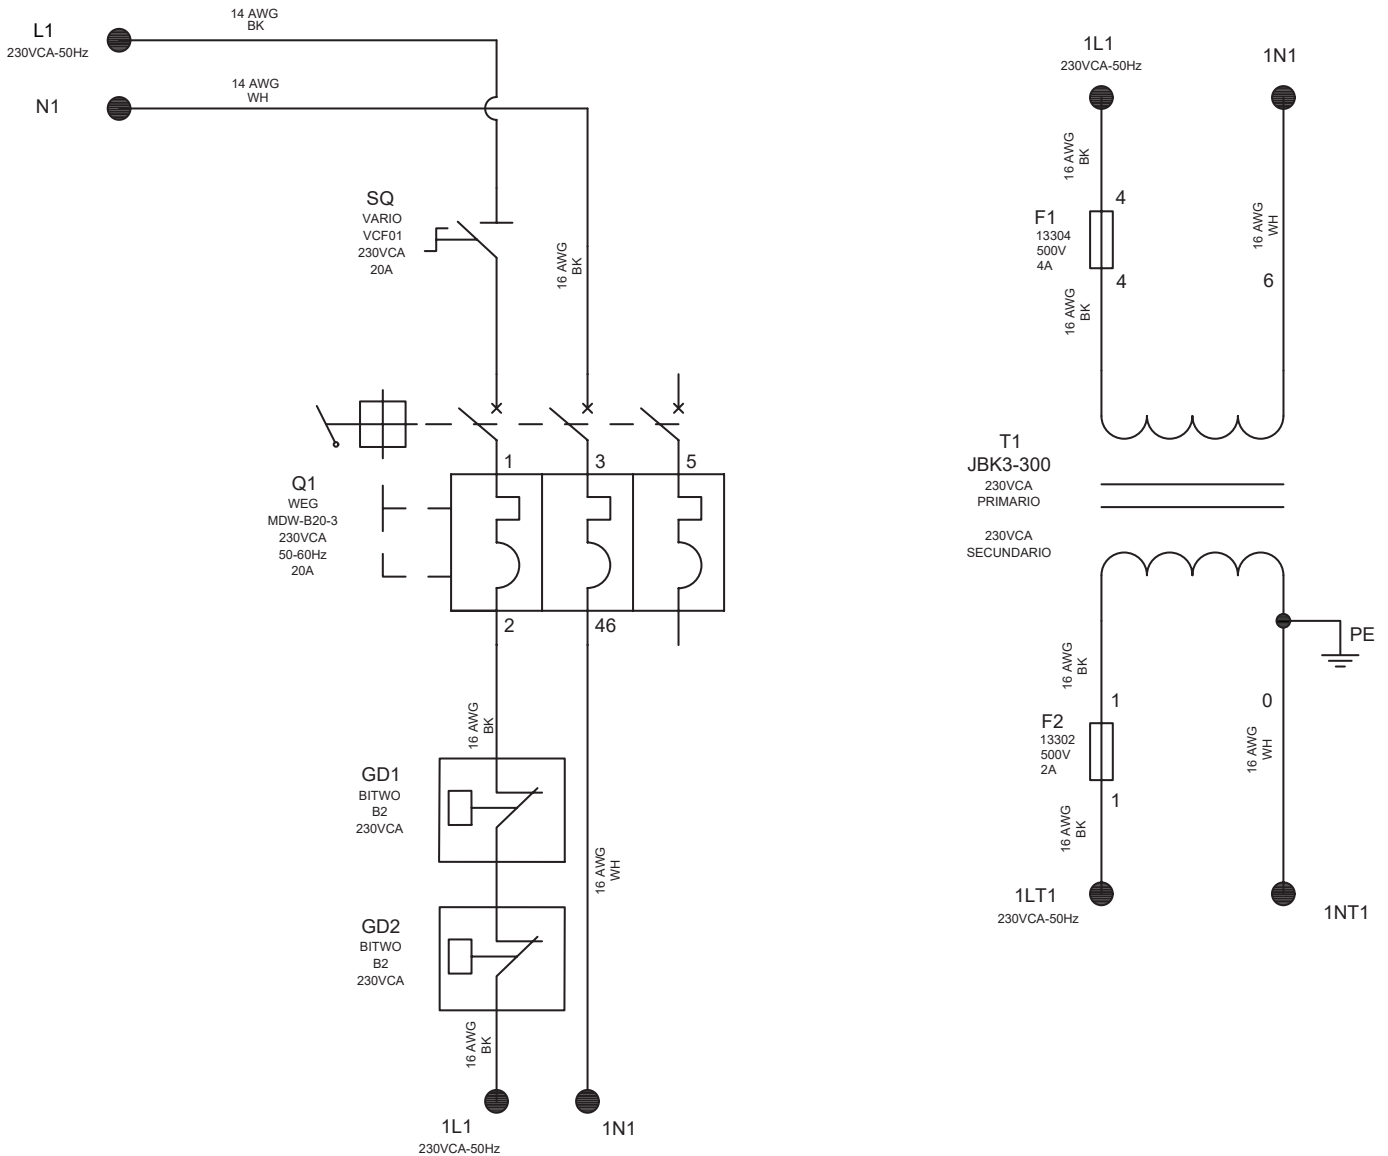 L1
230VCA-50Hz
14 AWG
BK
N1
14 AWG
WH
SQ
VARIO
VCF01
230VCA
20A
16 AWG
BK
Q1
WEG
MDW-B20-3
230VCA
50-60Hz
20A
1
3
5
2
46
16 AWG
BK
GD1
BITWO
B2
230VCA
16 AWG
WH
GD2
BITWO
B2
230VCA
16 AWG
BK
1L1
230VCA-50Hz
1N1
1L1
230VCA-50Hz
1N1
16 AWG
BK
4
F1
13304
500V
4A
16 AWG
WH
4
6
16 AWG
BK
T1
JBK3-300
230VCA
PRIMARIO
230VCA
SECUNDARIO
PE
16 AWG
BK
1
0
F2
13302
500V
2A
16 AWG
WH
1
16 AWG
BK
1LT1
230VCA-50Hz
1NT1